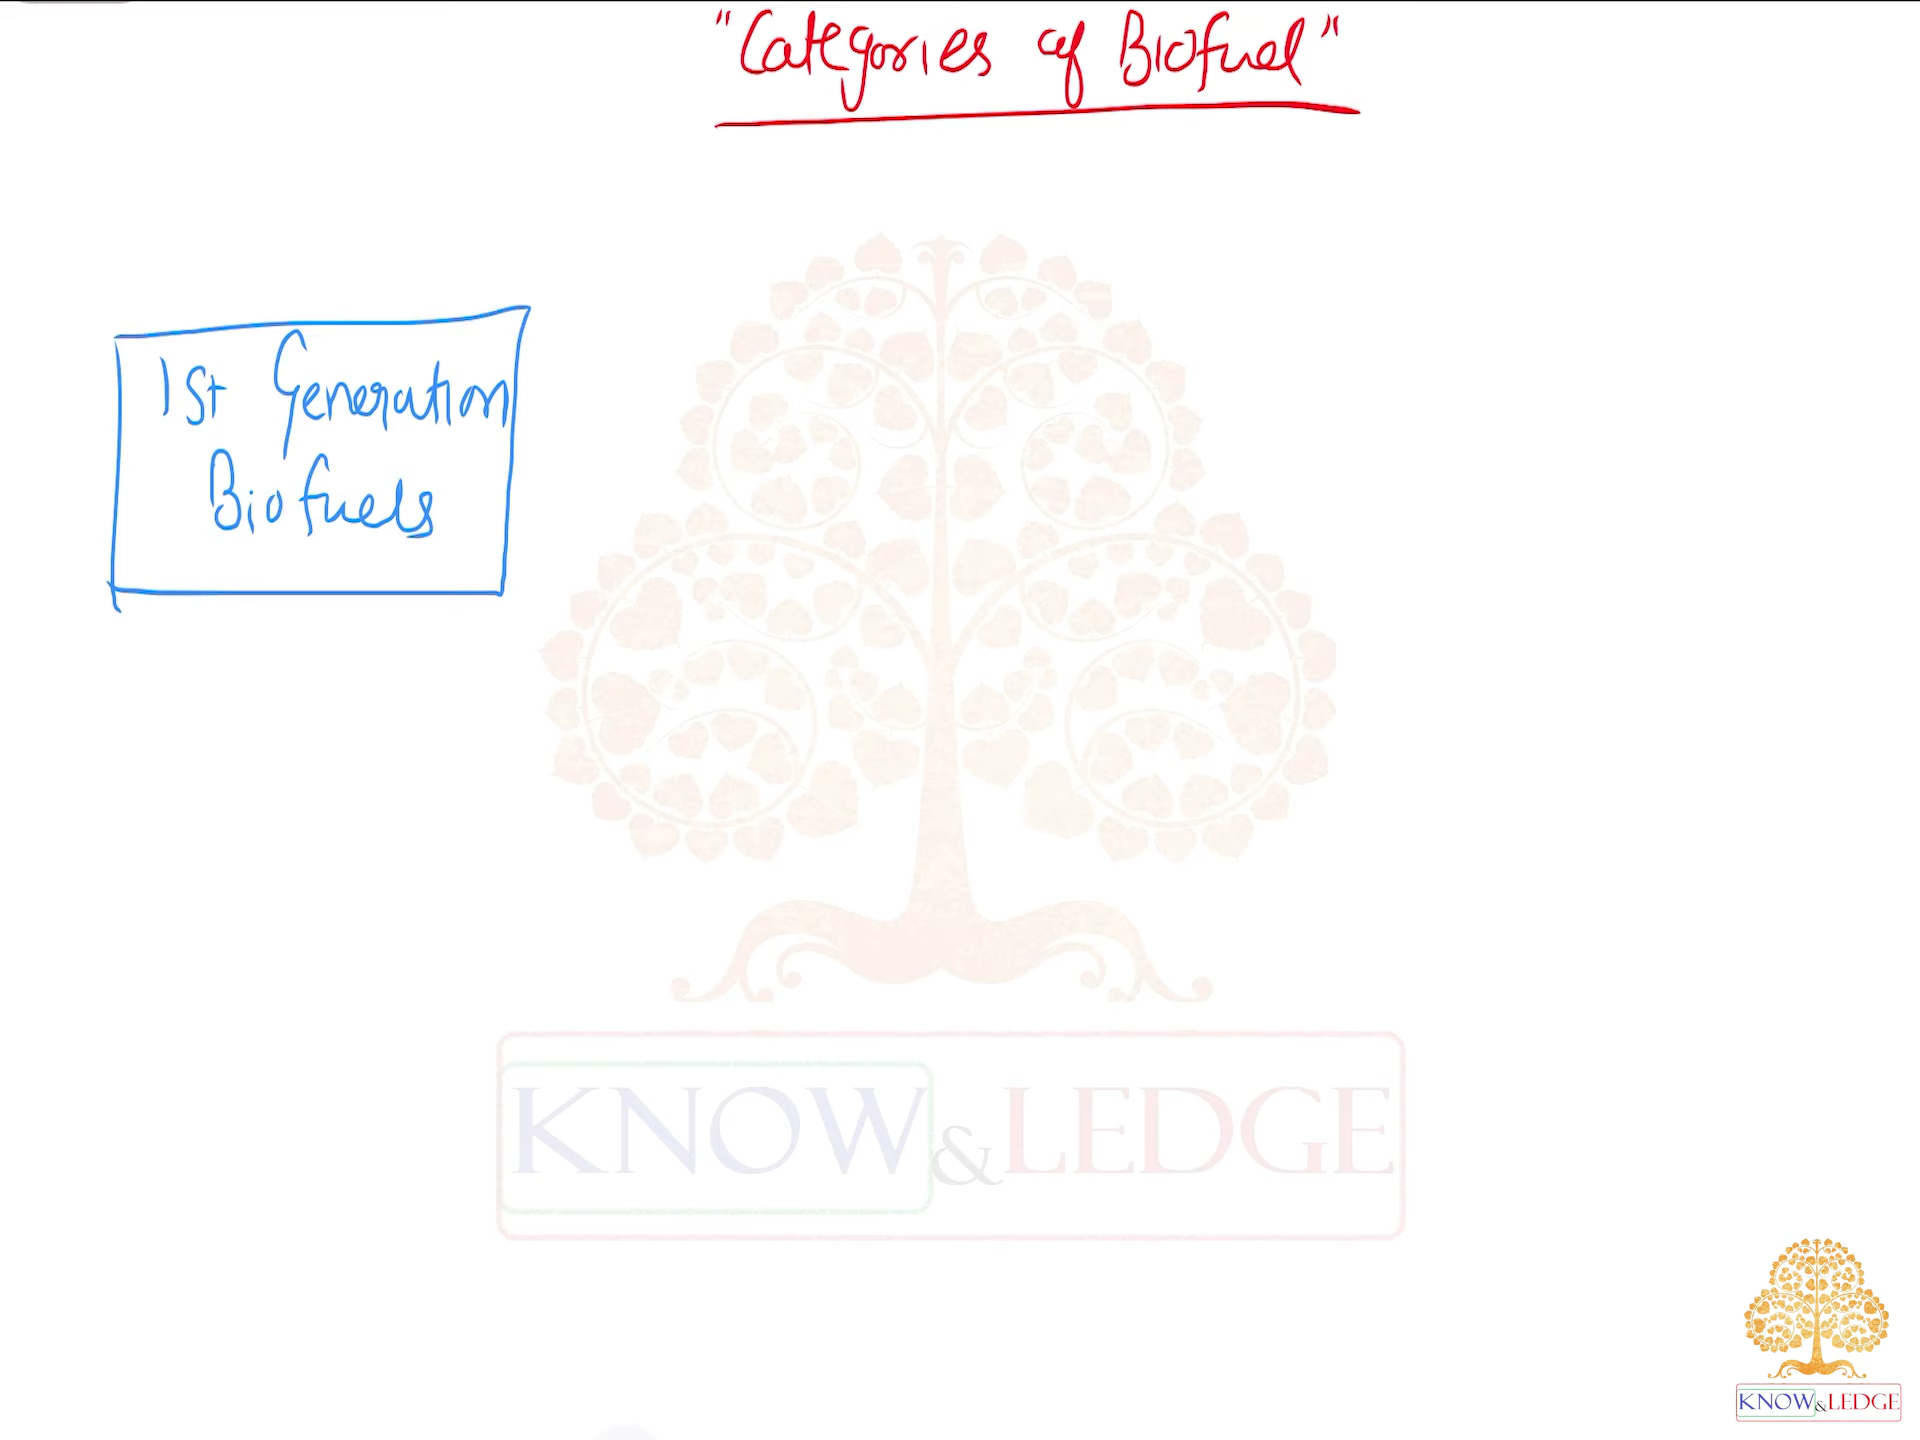 "Categories of Biofuel"
1st Generation
Biofuels
KNOW&LEDGE
KNOW&LEDGE